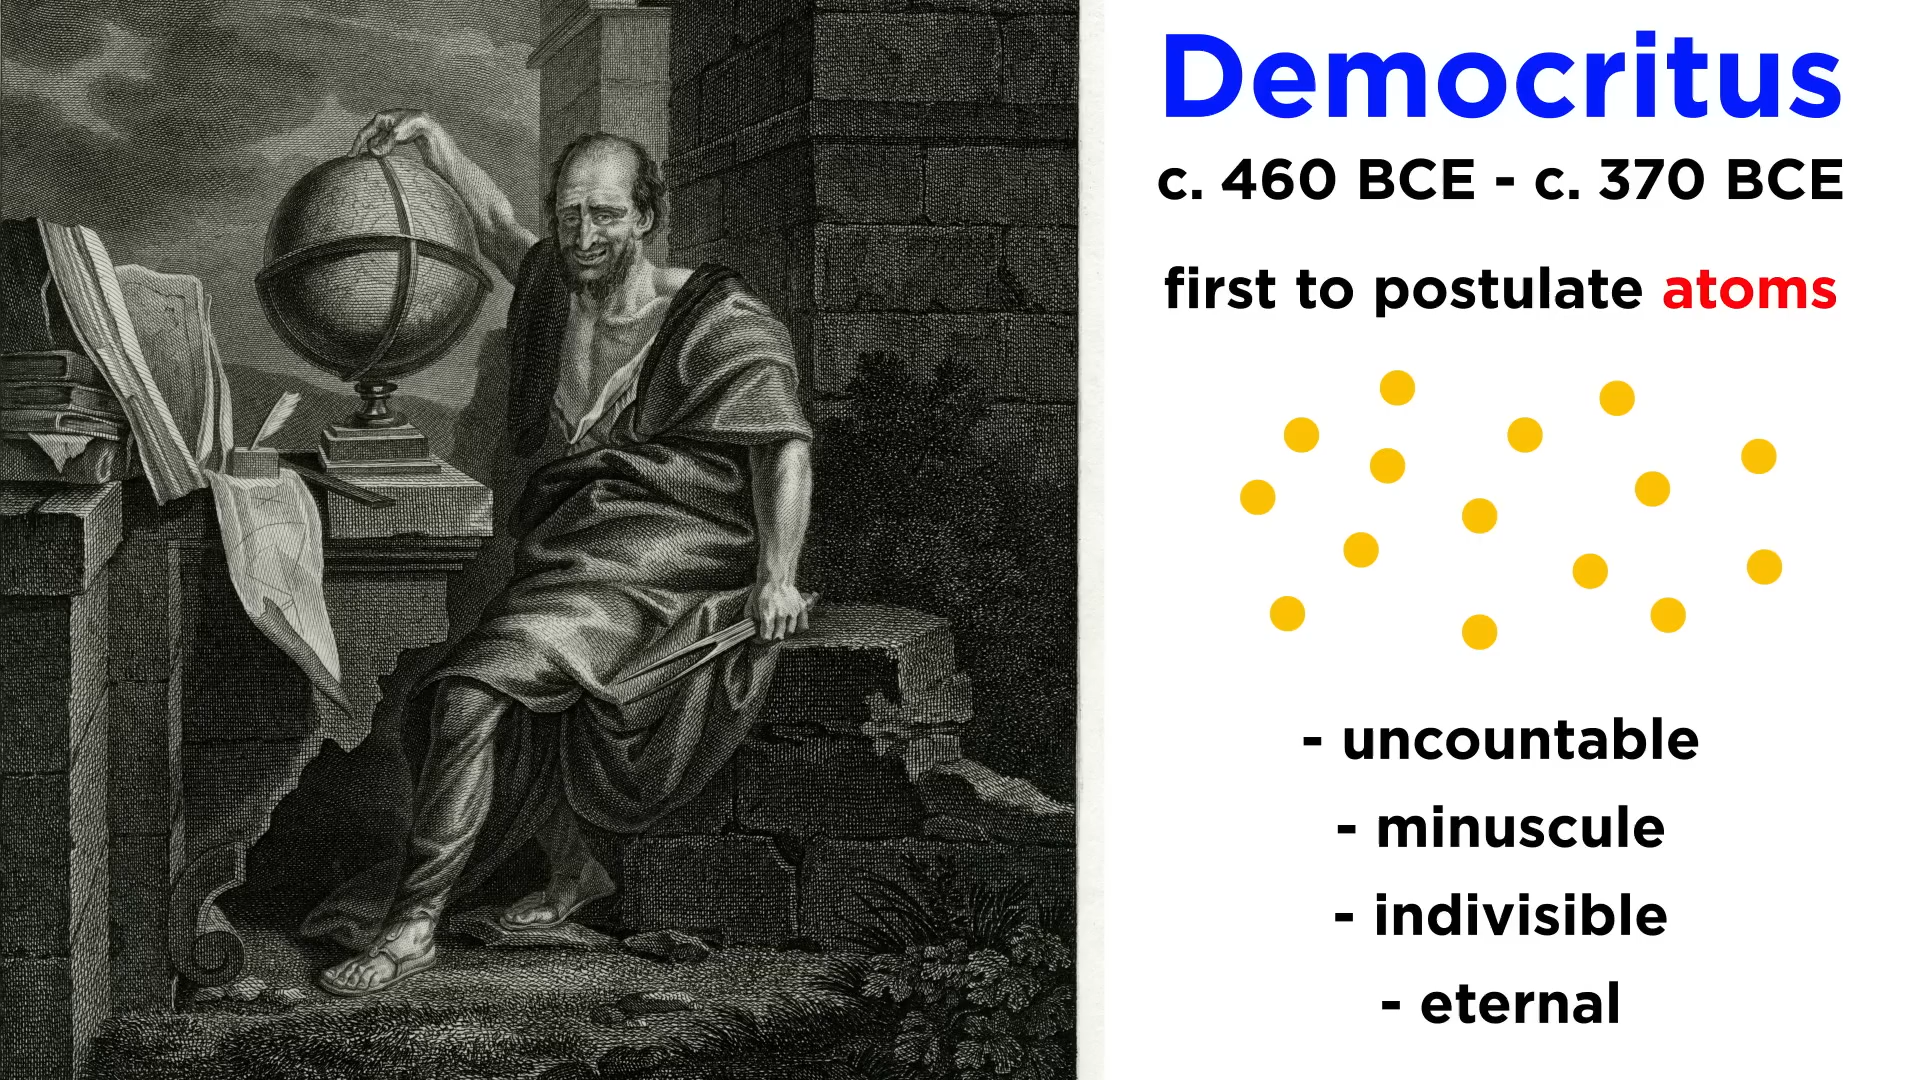 Democritus
c. 460 BCE - c. 370 BCE
first to postulate atoms
- uncountable
- minuscule
- indivisible
- eternal